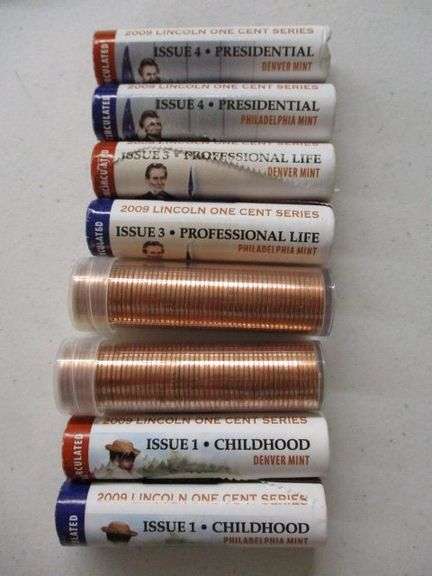 2009 LINCOLN ONE CENT SERIES
CIRCULATED
ISSUE 4 • PRESIDENTIAL
DENVER MINT
2009 LINCOLN ONE CENT SERIES
ISSUE 4 • PRESIDENTIAL
PHILADELPHIA MINT
ISSUE 3 • PROFESSIONAL LIFE
DENVER MINT
2009 LINCOLN ONE CENT SERIES
ISSUE 3 • PROFESSIONAL LIFE
PHILADELPHIA MINT
2009 LINCOLN ONE CENT SERIES
ISSUE 1 • CHILDHOOD
DENVER MINT
2009 LINCOLN ONE CENT SERIES
ISSUE 1 • CHILDHOOD
PHILADELPHIA MINT